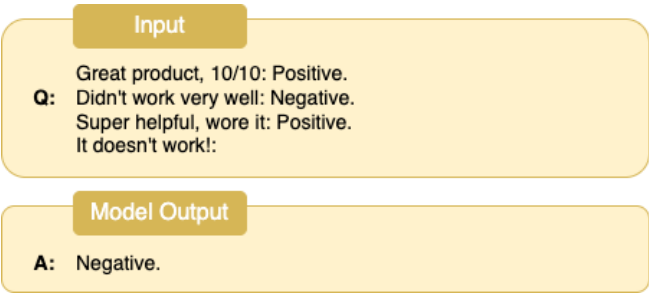 Input
Great product, 10/10: Positive.
Q: Didn't work very well: Negative.
Super helpful, wore it: Positive.
It doesn't work!:
Model Output
A: Negative.